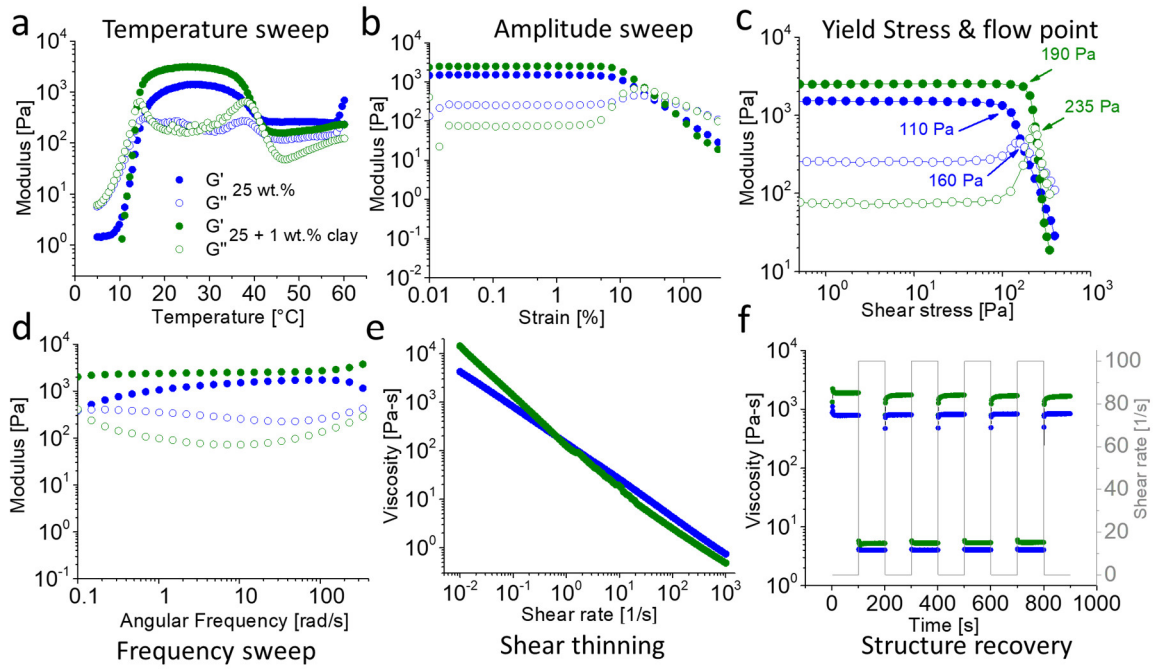 a Temperature sweep
10⁴
10³
10²
10¹
10⁰
Modulus [Pa]
G' 25 wt.%
G"
G' 25 + 1 wt.% clay
G"
0 10 20 30 40 50 60
Temperature [°C]
b Amplitude sweep
10⁴
10³
10²
10¹
10⁰
10⁻¹
10⁻²
Modulus [Pa]
0.01 0.1 1 10 100
Strain [%]
c Yield Stress & flow point
10⁴
10³
10²
10¹
Modulus [Pa]
190 Pa
235 Pa
110 Pa
160 Pa
10⁰ 10¹ 10² 10³
Shear stress [Pa]
d
10⁴
10³
10²
10¹
10⁰
10⁻¹
Modulus [Pa]
0.1 1 10 100
Angular Frequency [rad/s]
Frequency sweep
e
10⁴
10³
10²
10¹
10⁰
Viscosity [Pa-s]
10⁻² 10⁻¹ 10⁰ 10¹ 10² 10³
Shear rate [1/s]
Shear thinning
f
10⁴
10³
10²
10¹
10⁰
Viscosity [Pa-s]
100
80
60
40
20
0
Shear rate
[1/s]
0 200 400 600 800 1000
Time [s]
Structure recovery